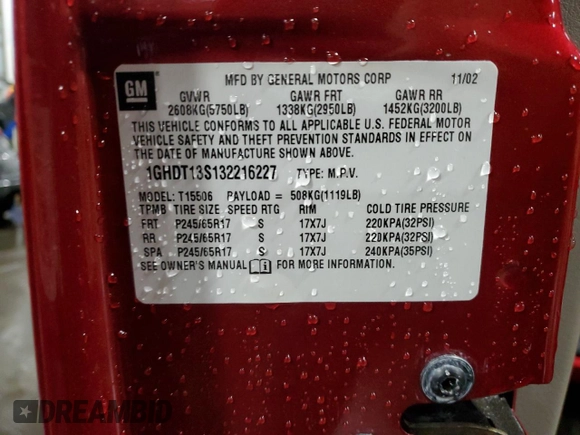 GM
MFD BY GENERAL MOTORS CORP 11/02
GVWR GAWR FRT GAWR RR
2608KG(5750LB) 1338KG(2950LB) 1452KG(3200LB)
THIS VEHICLE CONFORMS TO ALL APPLICABLE U.S. FEDERAL MOTOR
VEHICLE SAFETY AND THEFT PREVENTION STANDARDS IN EFFECT ON
THE DATE OF MANUFACTURE SHOWN ABOVE.
1GHDT13S132216227 TYPE: M.P.V.
MODEL: T15506 PAYLOAD = 508KG(1119LB)
TPMB TIRE SIZE SPEED RTG RIM COLD TIRE PRESSURE
FRT P245/65R17 S 17X7J 220KPA(32PSI)
RR P245/65R17 S 17X7J 220KPA(32PSI)
SPA P245/65R17 S 17X7J 240KPA(35PSI)
SEE OWNER'S MANUAL FOR MORE INFORMATION.
DREAMBID